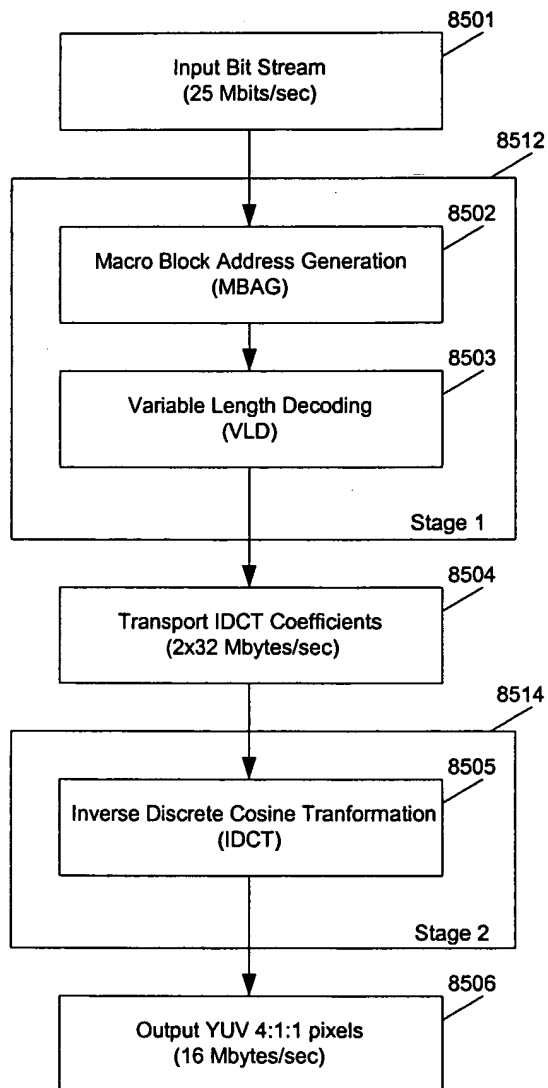 8501
Input Bit Stream
(25 Mbits/sec)
8512
8502
Macro Block Address Generation
(MBAG)
8503
Variable Length Decoding
(VLD)
Stage 1
8504
Transport IDCT Coefficients
(2x32 Mbytes/sec)
8514
8505
Inverse Discrete Cosine Tranformation
(IDCT)
Stage 2
8506
Output YUV 4:1:1 pixels
(16 Mbytes/sec)